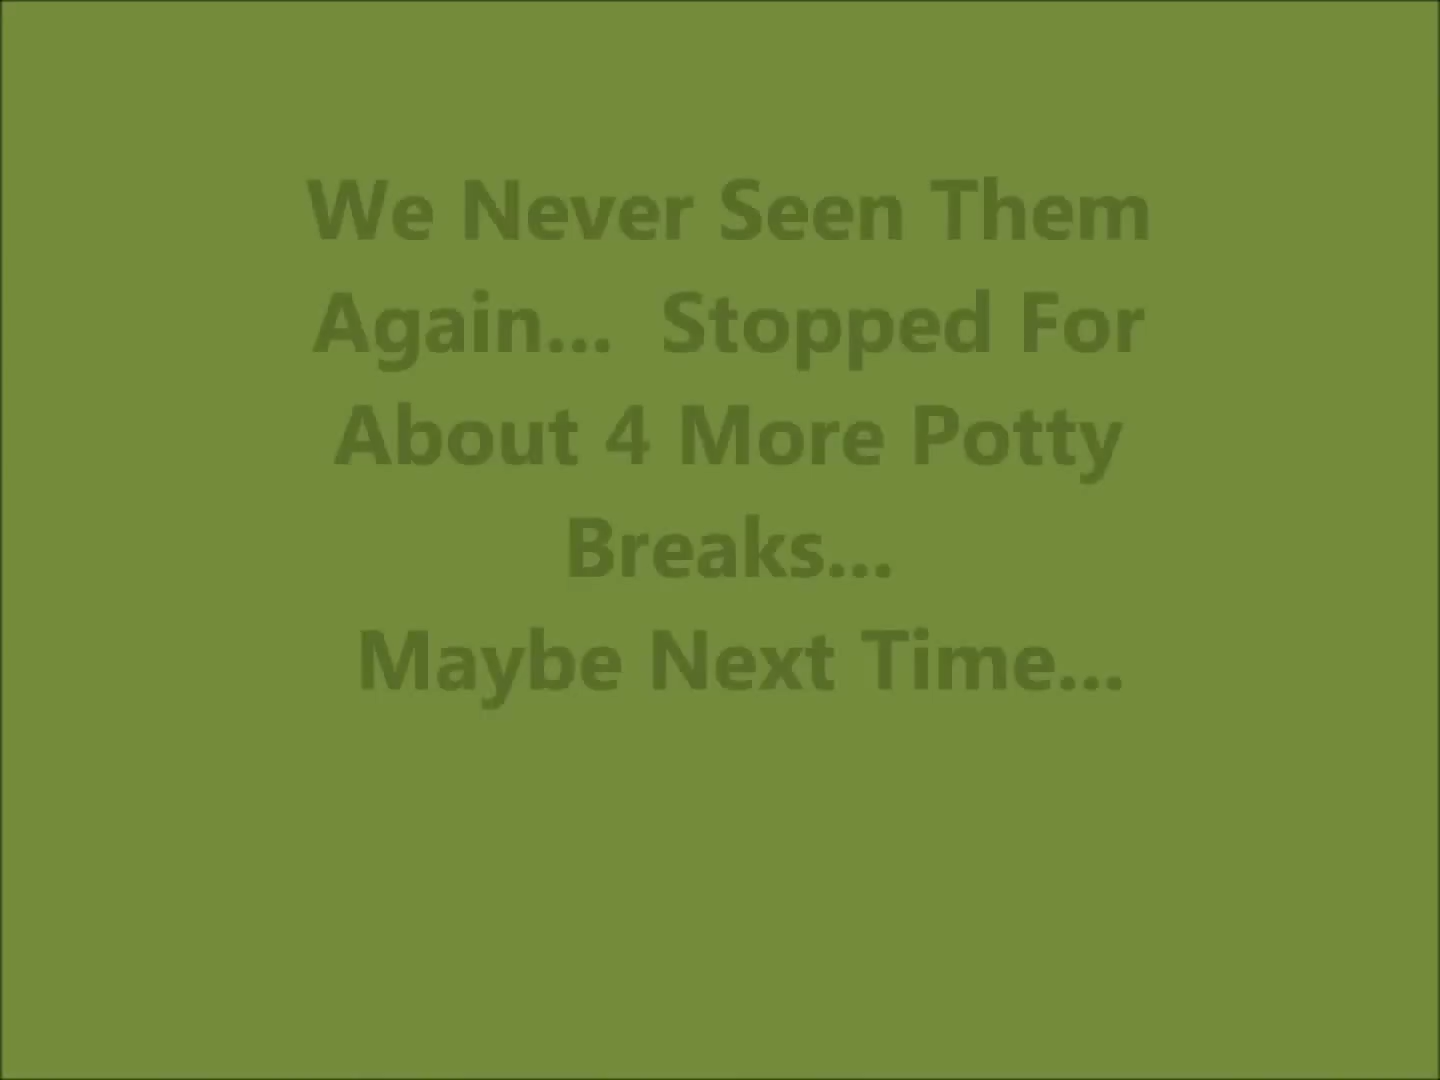 We Never Seen Them
Again...  Stopped For
About 4 More Potty
Breaks...
Maybe Next Time...